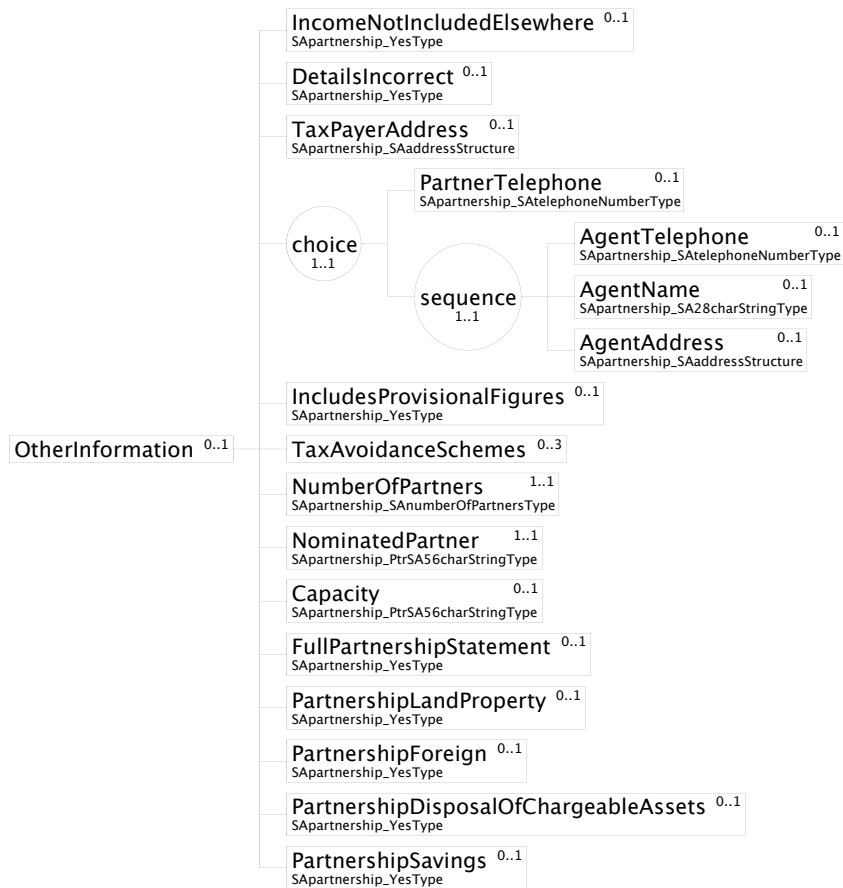 IncomeNotIncludedElsewhere 0..1
SApartnership_YesType
DetailsIncorrect 0..1
SApartnership_YesType
TaxPayerAddress 0..1
SApartnership_SAaddressStructure
PartnerTelephone 0..1
SApartnership_SAtelephoneNumberType
choice
1..1
AgentTelephone 0..1
SApartnership_SAtelephoneNumberType
sequence
1..1
AgentName 0..1
SApartnership_SA28charStringType
AgentAddress 0..1
SApartnership_SAaddressStructure
IncludesProvisionalFigures 0..1
SApartnership_YesType
OtherInformation 0..1
TaxAvoidanceSchemes 0..3
NumberOfPartners 1..1
SApartnership_SAnumberOfPartnersType
NominatedPartner 1..1
SApartnership_PtrSA56charStringType
Capacity 0..1
SApartnership_PtrSA56charStringType
FullPartnershipStatement 0..1
SApartnership_YesType
PartnershipLandProperty 0..1
SApartnership_YesType
PartnershipForeign 0..1
SApartnership_YesType
PartnershipDisposalOfChargeableAssets 0..1
SApartnership_YesType
PartnershipSavings 0..1
SApartnership_YesType